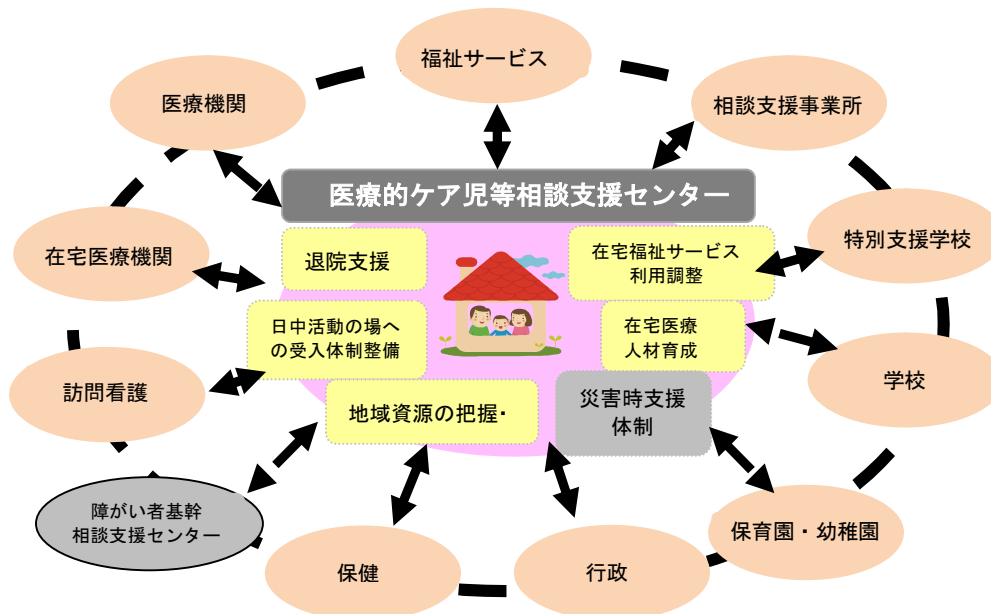 福祉サービス
医療機関
相談支援事業所
医療的ケア児等相談支援センター
在宅医療機関
退院支援
在宅福祉サービス
利用調整
特別支援学校
日中活動の場へ
の受入体制整備
在宅医療
人材育成
訪問看護
学校
地域資源の把握・
災害時支援
体制
障がい者基幹
相談支援センター
保育園・幼稚園
保健
行政